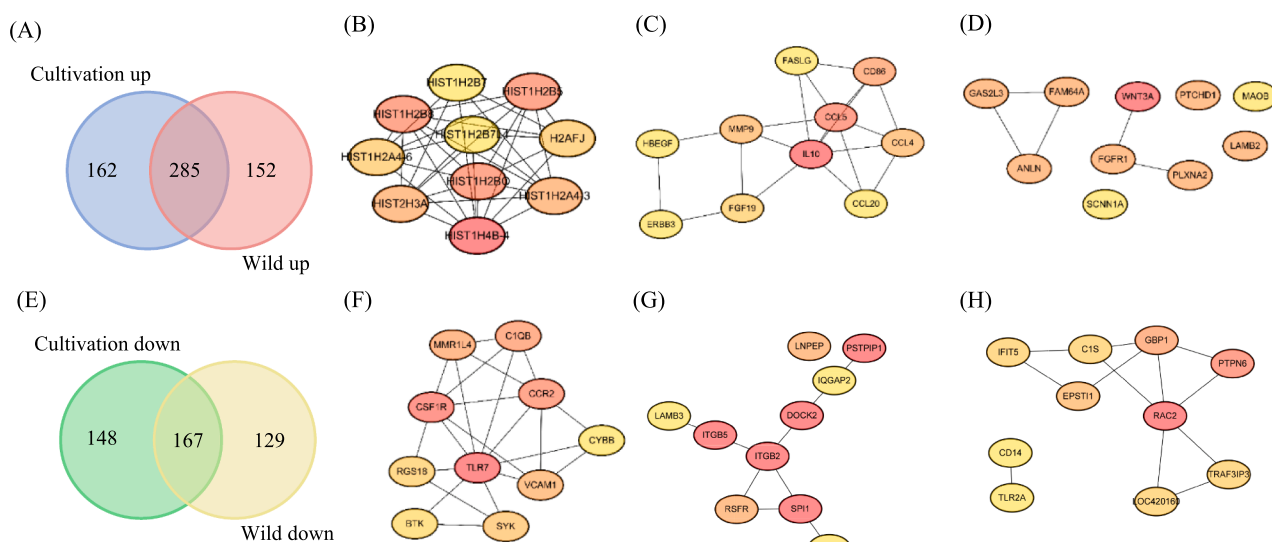 (A)
Cultivation up
162
285
152
Wild up
(B)
HIST1H2B7
HIST1H2B5
HIST1H2B8
HIST1H2B7L4
H2AFJ
HIST1H2A4-6
HIST1H2BO
HIST2H3A
HIST1H2A4-3
HIST1H4B-4
(C)
FASLG
CD86
CCL5
MMP9
HBEGF
CCL4
IL10
FGF19
CCL20
ERBB3
(D)
GAS2L3
FAM64A
WNT3A
PTCHD1
MAOB
LAMB2
ANLN
FGFR1
PLXNA2
SCNN1A
(E)
Cultivation down
148
167
129
Wild down
(F)
MMR1L4
C1QB
CSF1R
CCR2
CYBB
RGS18
TLR7
VCAM1
BTK
SYK
(G)
LNPEP
PSTPIP1
IQGAP2
LAMB3
DOCK2
ITGB5
ITGB2
RSFR
SPI1
(H)
IFIT5
C1S
GBP1
PTPN6
EPSTI1
RAC2
CD14
TLR2A
TRAF3IP3
LOC420160